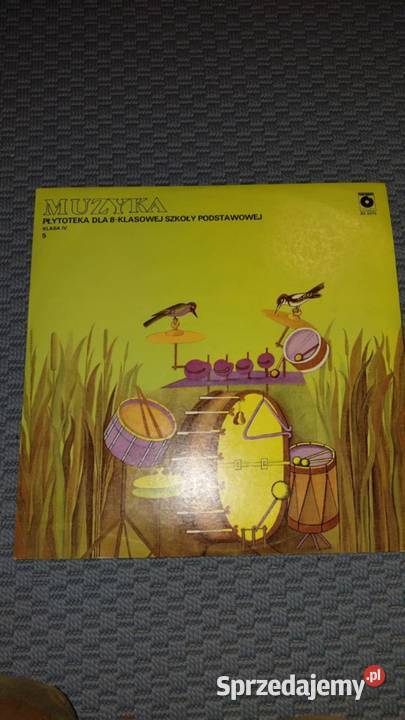 MUZYKA
PŁYTOTEKA DLA 8-KLASOWEJ SZKOŁY PODSTAWOWEJ
KLASA IV
5
Sprzedajemy.pl